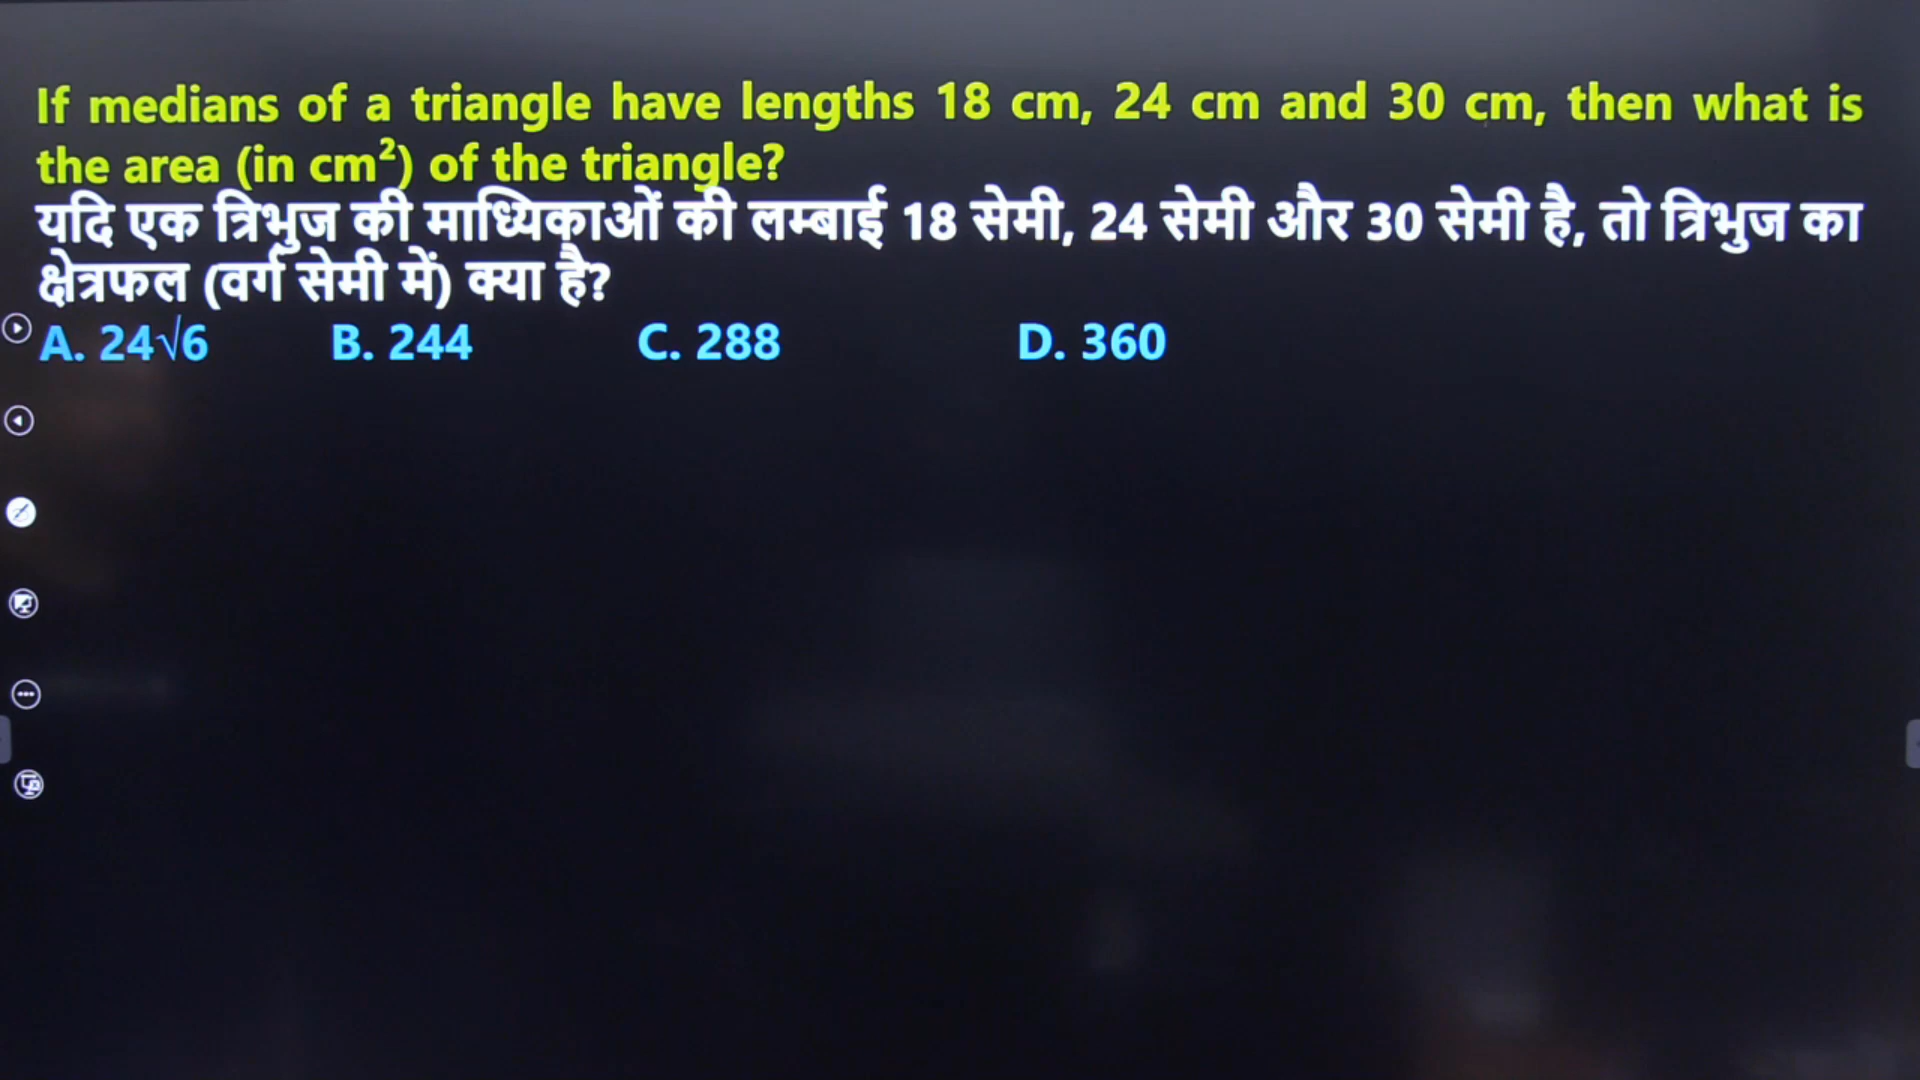 If medians of a triangle have lengths 18 cm, 24 cm and 30 cm, then what is
the area (in cm²) of the triangle?
यदि एक त्रिभुज की माध्यिकाओं की लम्बाई 18 सेमी, 24 सेमी और 30 सेमी है, तो त्रिभुज का
क्षेत्रफल (वर्ग सेमी में) क्या है?
A. 24√6 B. 244 C. 288 D. 360